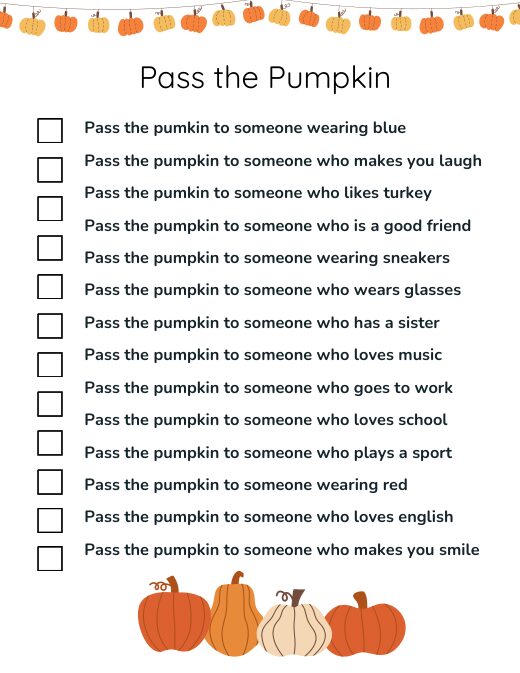 Pass the Pumpkin
Pass the pumkin to someone wearing blue
Pass the pumpkin to someone who makes you laugh
Pass the pumkin to someone who likes turkey
Pass the pumpkin to someone who is a good friend
Pass the pumpkin to someone wearing sneakers
Pass the pumpkin to someone who wears glasses
Pass the pumpkin to someone who has a sister
Pass the pumpkin to someone who loves music
Pass the pumpkin to someone who goes to work
Pass the pumpkin to someone who loves school
Pass the pumpkin to someone who plays a sport
Pass the pumpkin to someone wearing red
Pass the pumpkin to someone who loves english
Pass the pumpkin to someone who makes you smile